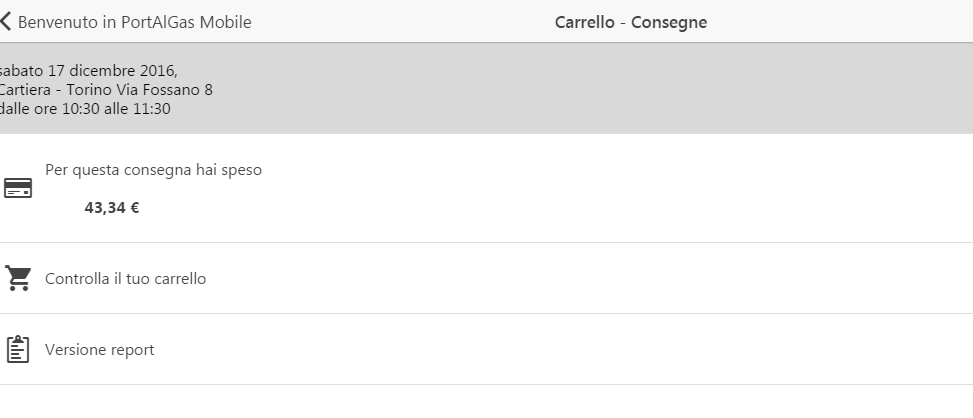 Benvenuto in PortAlGas Mobile
Carrello - Consegne
sabato 17 dicembre 2016,
Cartiera - Torino Via Fossano 8
dalle ore 10:30 alle 11:30
Per questa consegna hai speso
43,34 €
Controlla il tuo carrello
Versione report